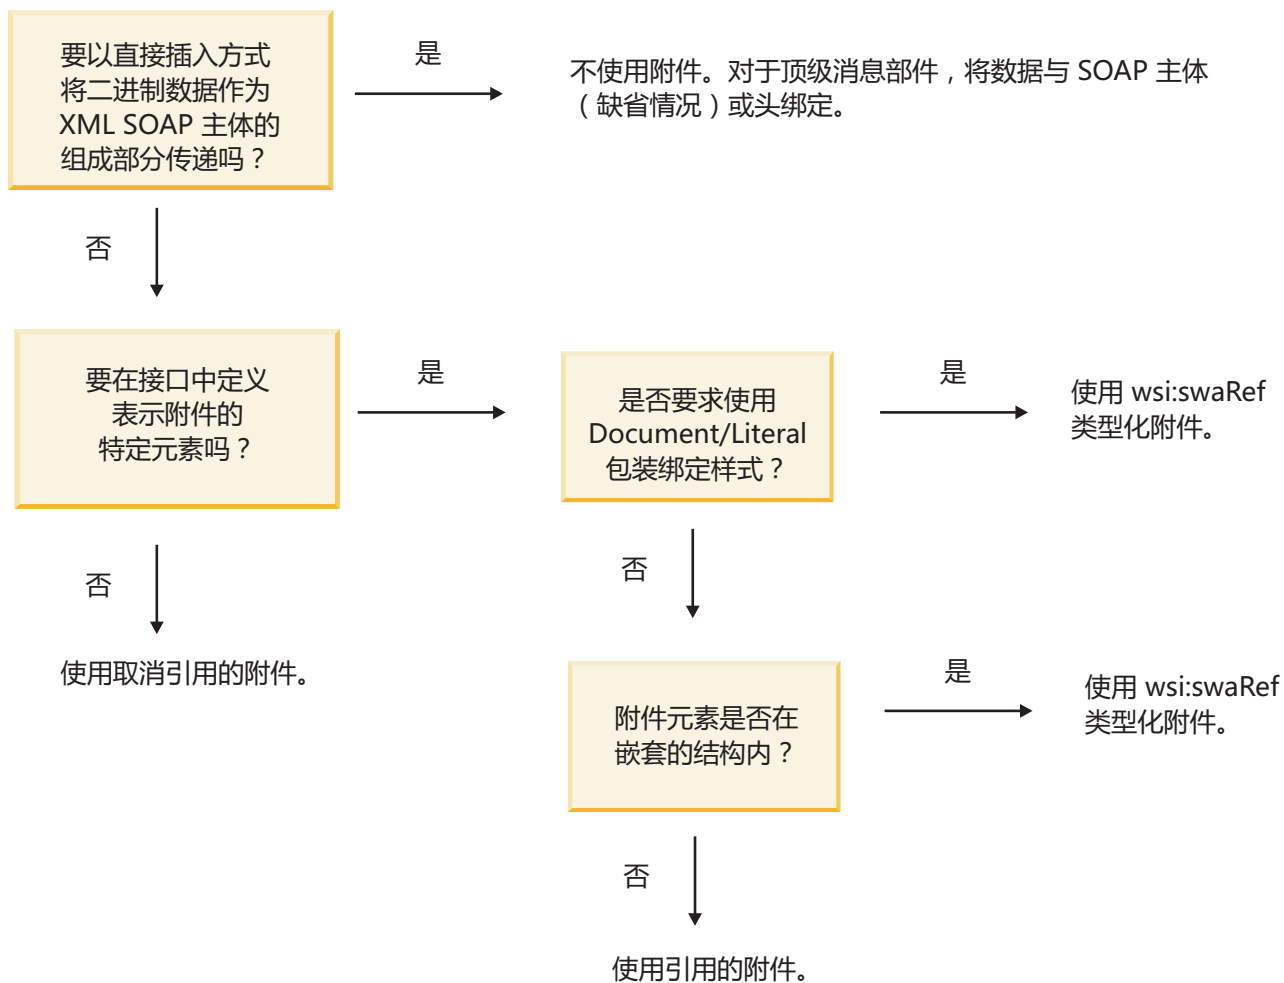 要以直接插入方式
将二进制数据作为
XML SOAP 主体的
组成部分传递吗？
是
不使用附件。对于顶级消息部件，将数据与 SOAP 主体
（缺省情况）或头绑定。
否
要在接口中定义
表示附件的
特定元素吗？
是
是否要求使用
Document/Literal
包装绑定样式？
是
使用 wsi:swaRef
类型化附件。
否
使用取消引用的附件。
否
附件元素是否在
嵌套的结构内？
是
使用 wsi:swaRef
类型化附件。
否
使用引用的附件。